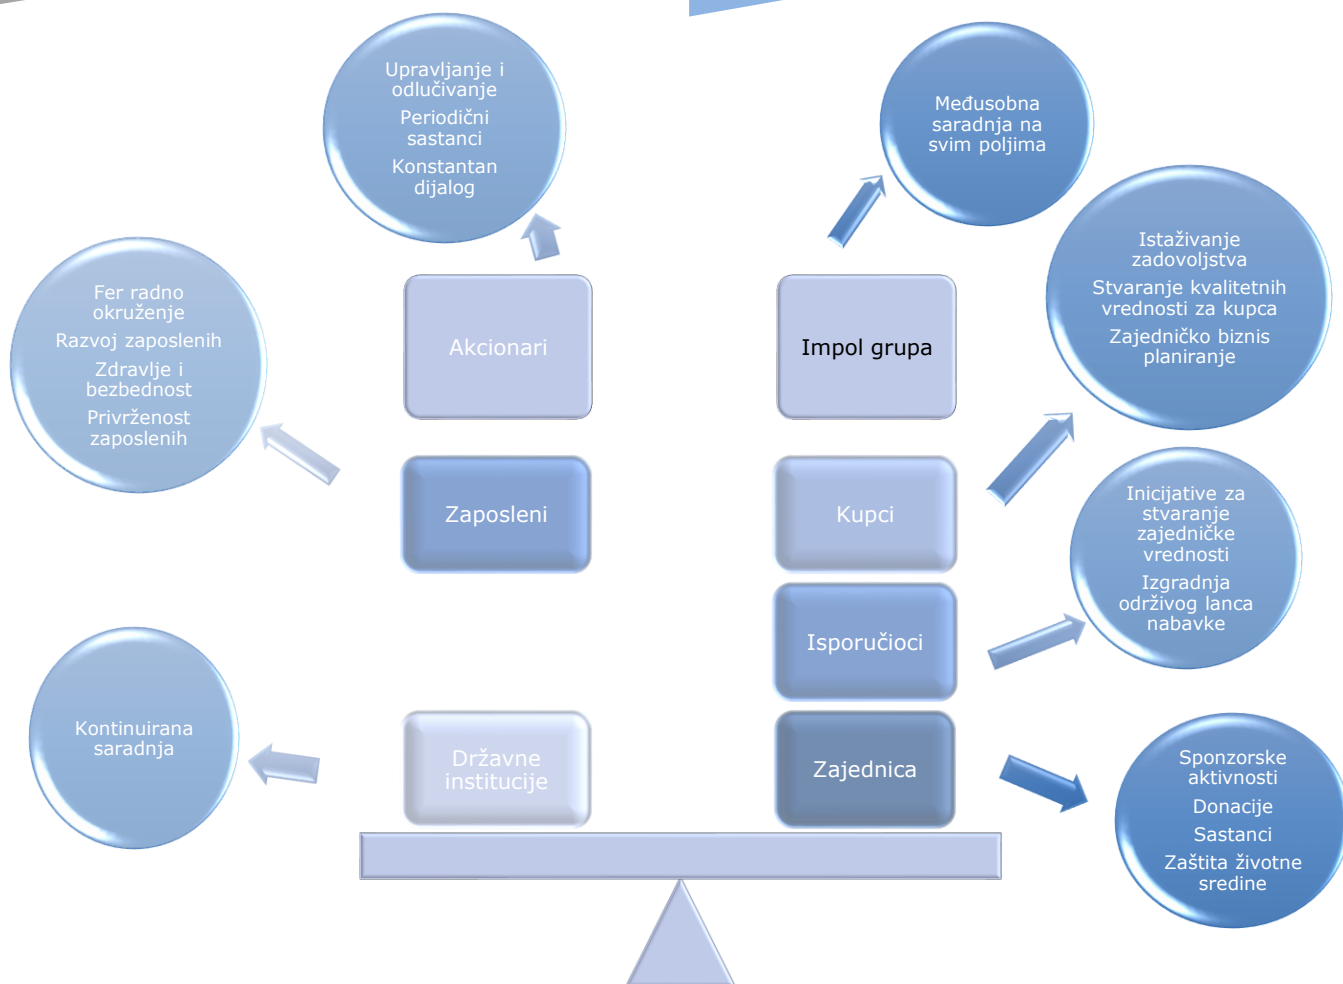 Upravljanje i
odlučivanje
Periodični
sastanci
Konstantan
dijalog
Međusobna
saradnja na
svim poljima
Istaživanje
zadovoljstva
Stvaranje kvalitetnih
vrednosti za kupca
Zajedničko biznis
planiranje
Fer radno
okruženje
Razvoj zaposlenih
Zdravlje i
bezbednost
Privrženost
zaposlenih
Akcionari
Impol grupa
Zaposleni
Kupci
Inicijative za
stvaranje
zajedničke
vrednosti
Izgradnja
održivog lanca
nabavke
Isporučioci
Kontinuirana
saradnja
Državne
institucije
Zajednica
Sponzorske
aktivnosti
Donacije
Sastanci
Zaštita životne
sredine